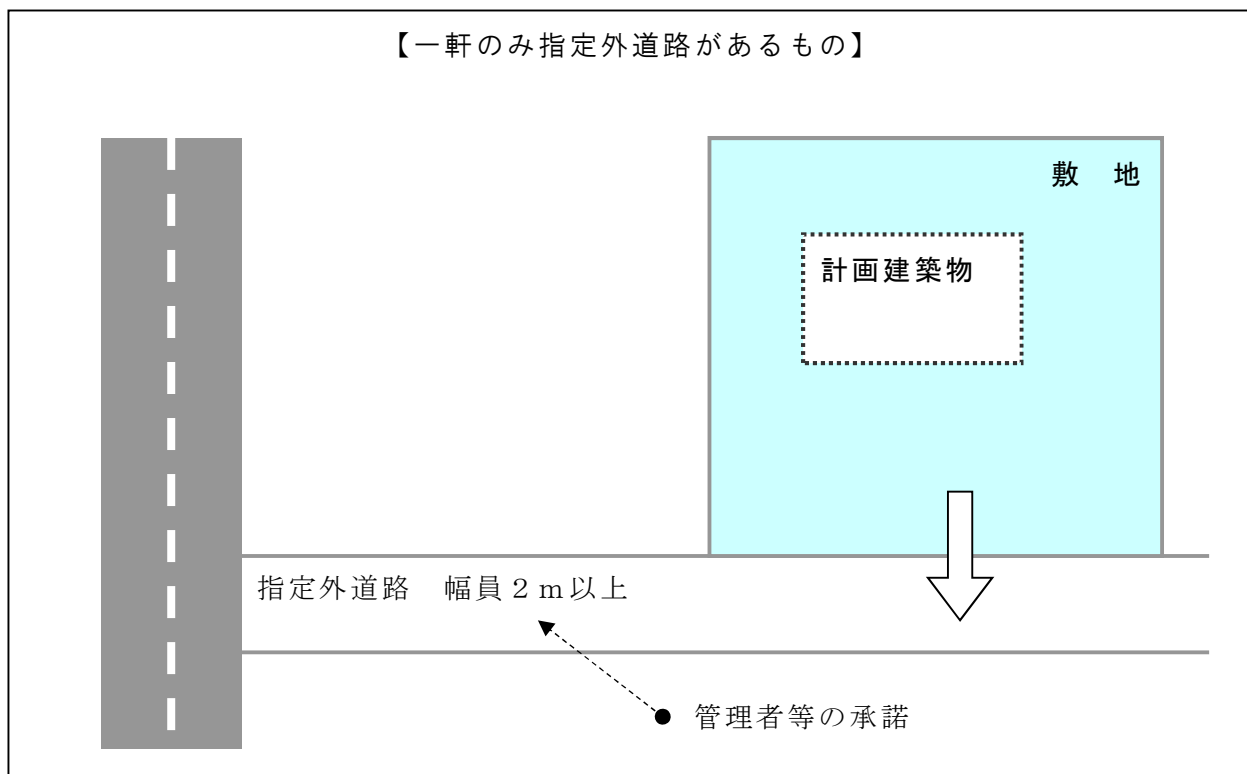 【一軒のみ指定外道路があるもの】
敷　地
計画建築物
指定外道路　幅員２ｍ以上
管理者等の承諾